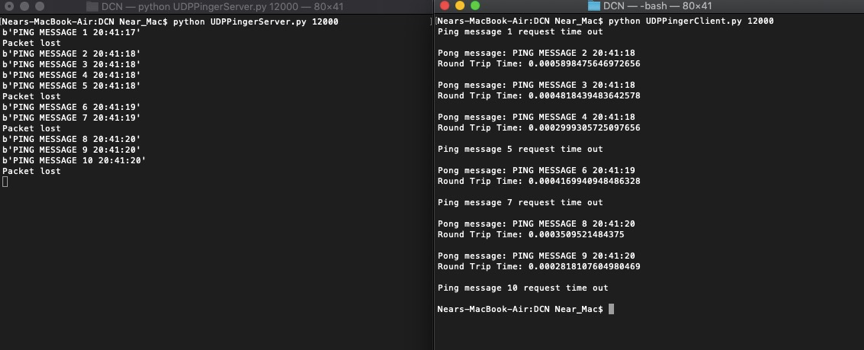 DCN — python UDPPingerServer.py 12000 — 80×41
[Nears-MacBook-Air:DCN Near_Mac$ python UDPPingerServer.py 12000 ]
b'PING MESSAGE 1 20:41:17'
Packet lost
b'PING MESSAGE 2 20:41:18'
b'PING MESSAGE 3 20:41:18'
b'PING MESSAGE 4 20:41:18'
b'PING MESSAGE 5 20:41:18'
Packet lost
b'PING MESSAGE 6 20:41:19'
b'PING MESSAGE 7 20:41:19'
Packet lost
b'PING MESSAGE 8 20:41:20'
b'PING MESSAGE 9 20:41:20'
b'PING MESSAGE 10 20:41:20'
Packet lost
DCN — -bash — 80×41
[Nears-MacBook-Air:DCN Near_Mac$ python UDPPingerClient.py 12000
Ping message 1 request time out
Pong message: PING MESSAGE 2 20:41:18
Round Trip Time: 0.0005898475646972656
Pong message: PING MESSAGE 3 20:41:18
Round Trip Time: 0.0004818439483642578
Pong message: PING MESSAGE 4 20:41:18
Round Trip Time: 0.0002999305725097656
Ping message 5 request time out
Pong message: PING MESSAGE 6 20:41:19
Round Trip Time: 0.0004169940948486328
Ping message 7 request time out
Pong message: PING MESSAGE 8 20:41:20
Round Trip Time: 0.0003509521484375
Pong message: PING MESSAGE 9 20:41:20
Round Trip Time: 0.0002818107604980469
Ping message 10 request time out
Nears-MacBook-Air:DCN Near_Mac$